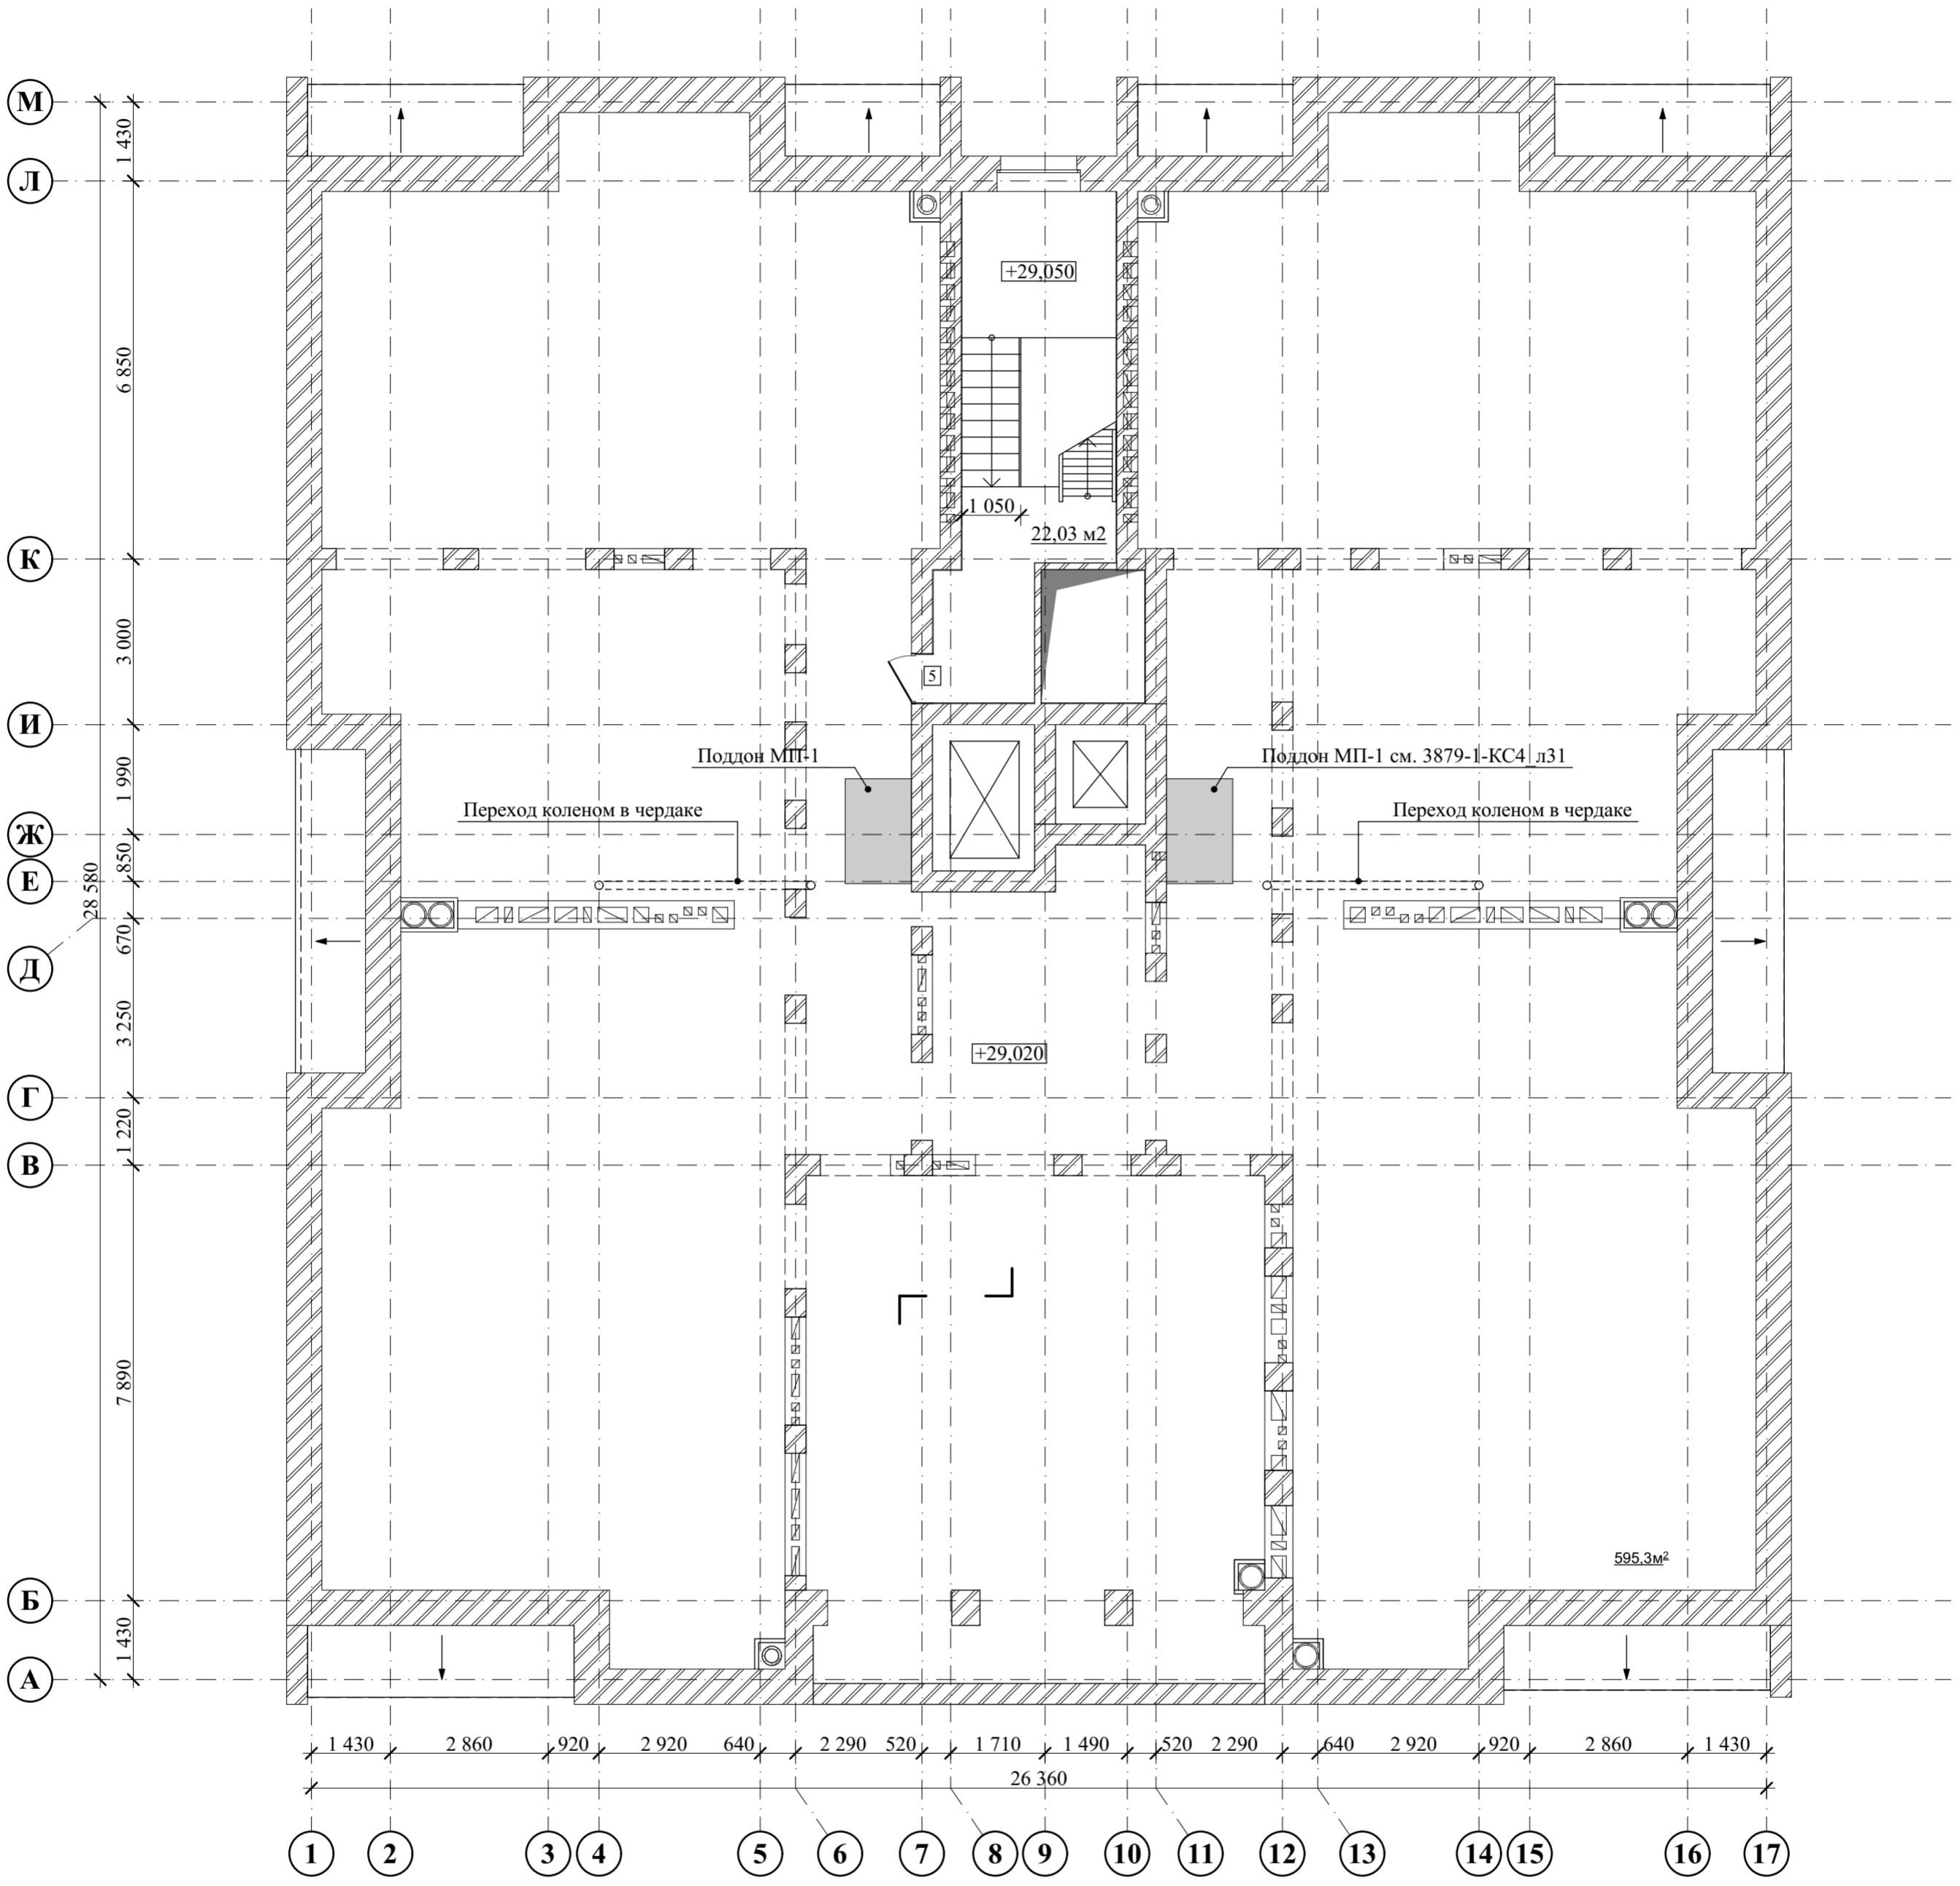 М
1 430
Л
+29,050
6 850
1 050
22,03 м2
К
3 000
5
И
Поддон МП-1
Поддон МП-1 см. 3879-1-КС4_л31
1 990
Переход коленом в чердаке
Переход коленом в чердаке
Ж
850
Е
28 580
670
Д
3 250
+29,020
Г
1 220
В
7 890
595,3м²
Б
1 430
А
1 430 2 860 920 2 920 640 2 290 520 1 710 1 490 520 2 290 640 2 920 920 2 860 1 430
26 360
1 2 3 4 5 6 7 8 9 10 11 12 13 14 15 16 17